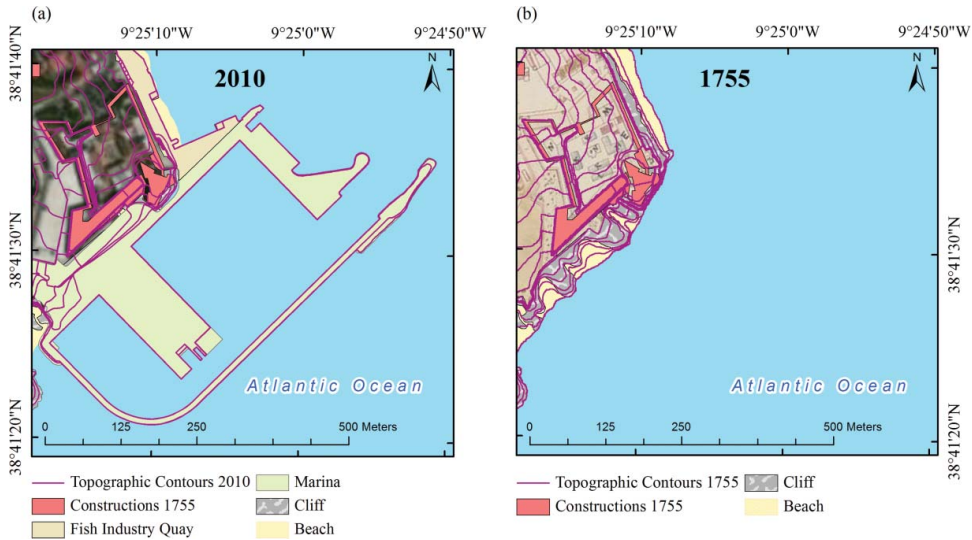 (a)
9°25'10"W
9°25'0"W
9°24'50"W
38°41'40"N
38°41'30"N
38°41'20"N
2010
N
Atlantic Ocean
0 125 250 500 Meters
Topographic Contours 2010
Constructions 1755
Fish Industry Quay
Marina
Cliff
Beach
(b)
9°25'10"W
9°25'0"W
9°24'50"W
1755
N
38°41'40"N
38°41'30"N
38°41'20"N
Atlantic Ocean
0 125 250 500 Meters
Topographic Contours 1755
Constructions 1755
Cliff
Beach